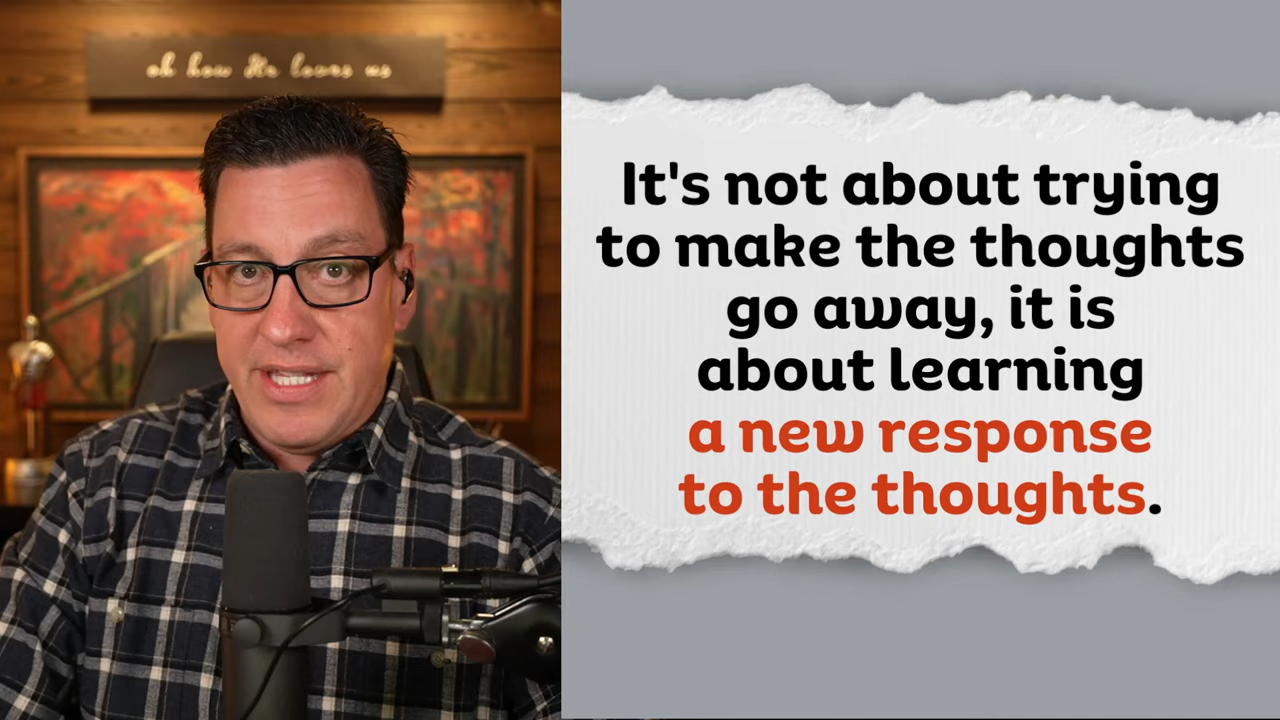 oh how He loves us
It's not about trying
to make the thoughts
go away, it is
about learning
a new response
to the thoughts.